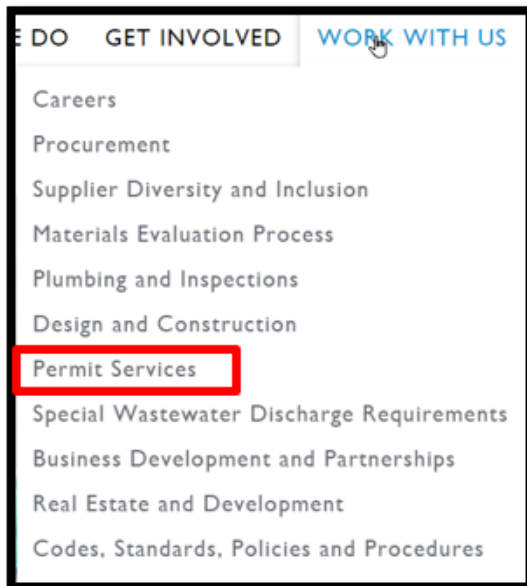 E DO GET INVOLVED WORK WITH US
Careers
Procurement
Supplier Diversity and Inclusion
Materials Evaluation Process
Plumbing and Inspections
Design and Construction
Permit Services
Special Wastewater Discharge Requirements
Business Development and Partnerships
Real Estate and Development
Codes, Standards, Policies and Procedures